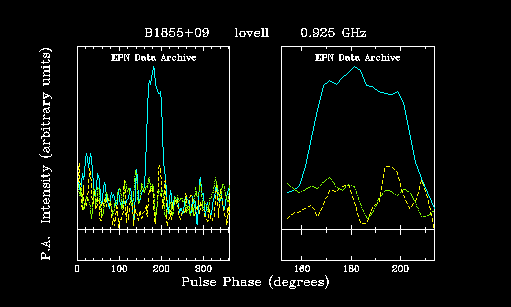 B1855+09 lovell 0.925 GHz
EPN Data Archive EPN Data Archive
P.A. Intensity (arbitrary units)
0 100 200 300 160 180 200
Pulse Phase (degrees)